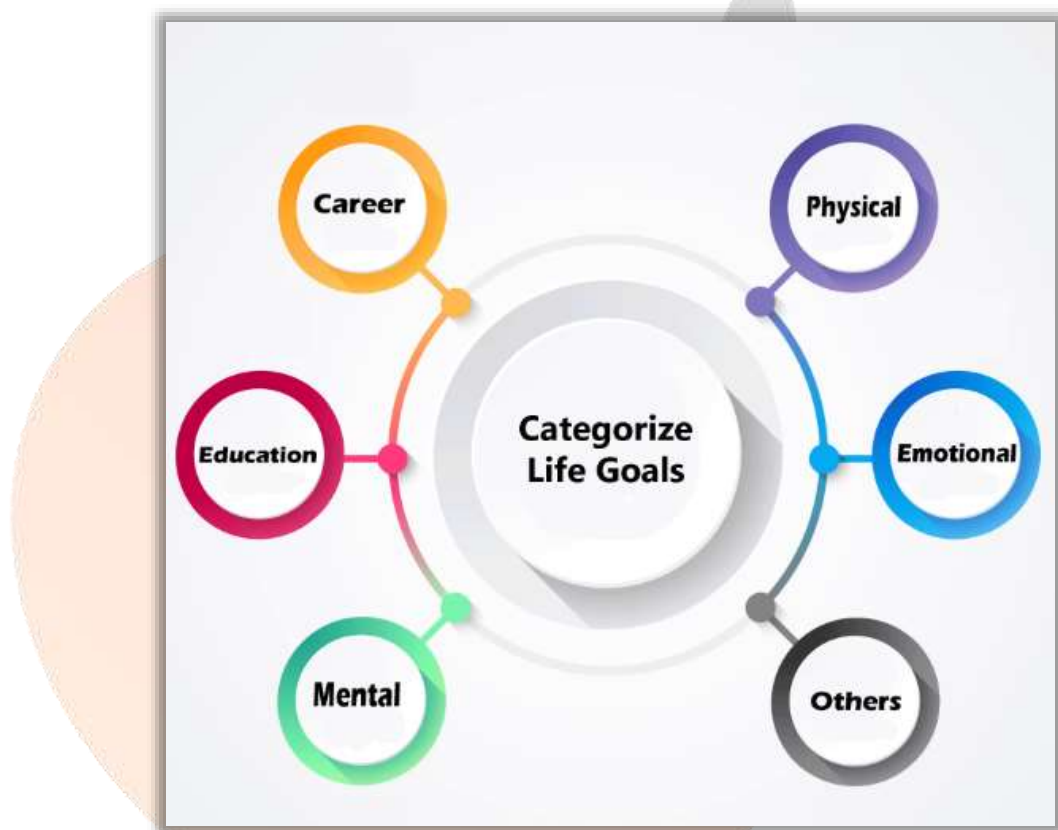 Career
Physical
Education
Categorize
Life Goals
Emotional
Mental
Others